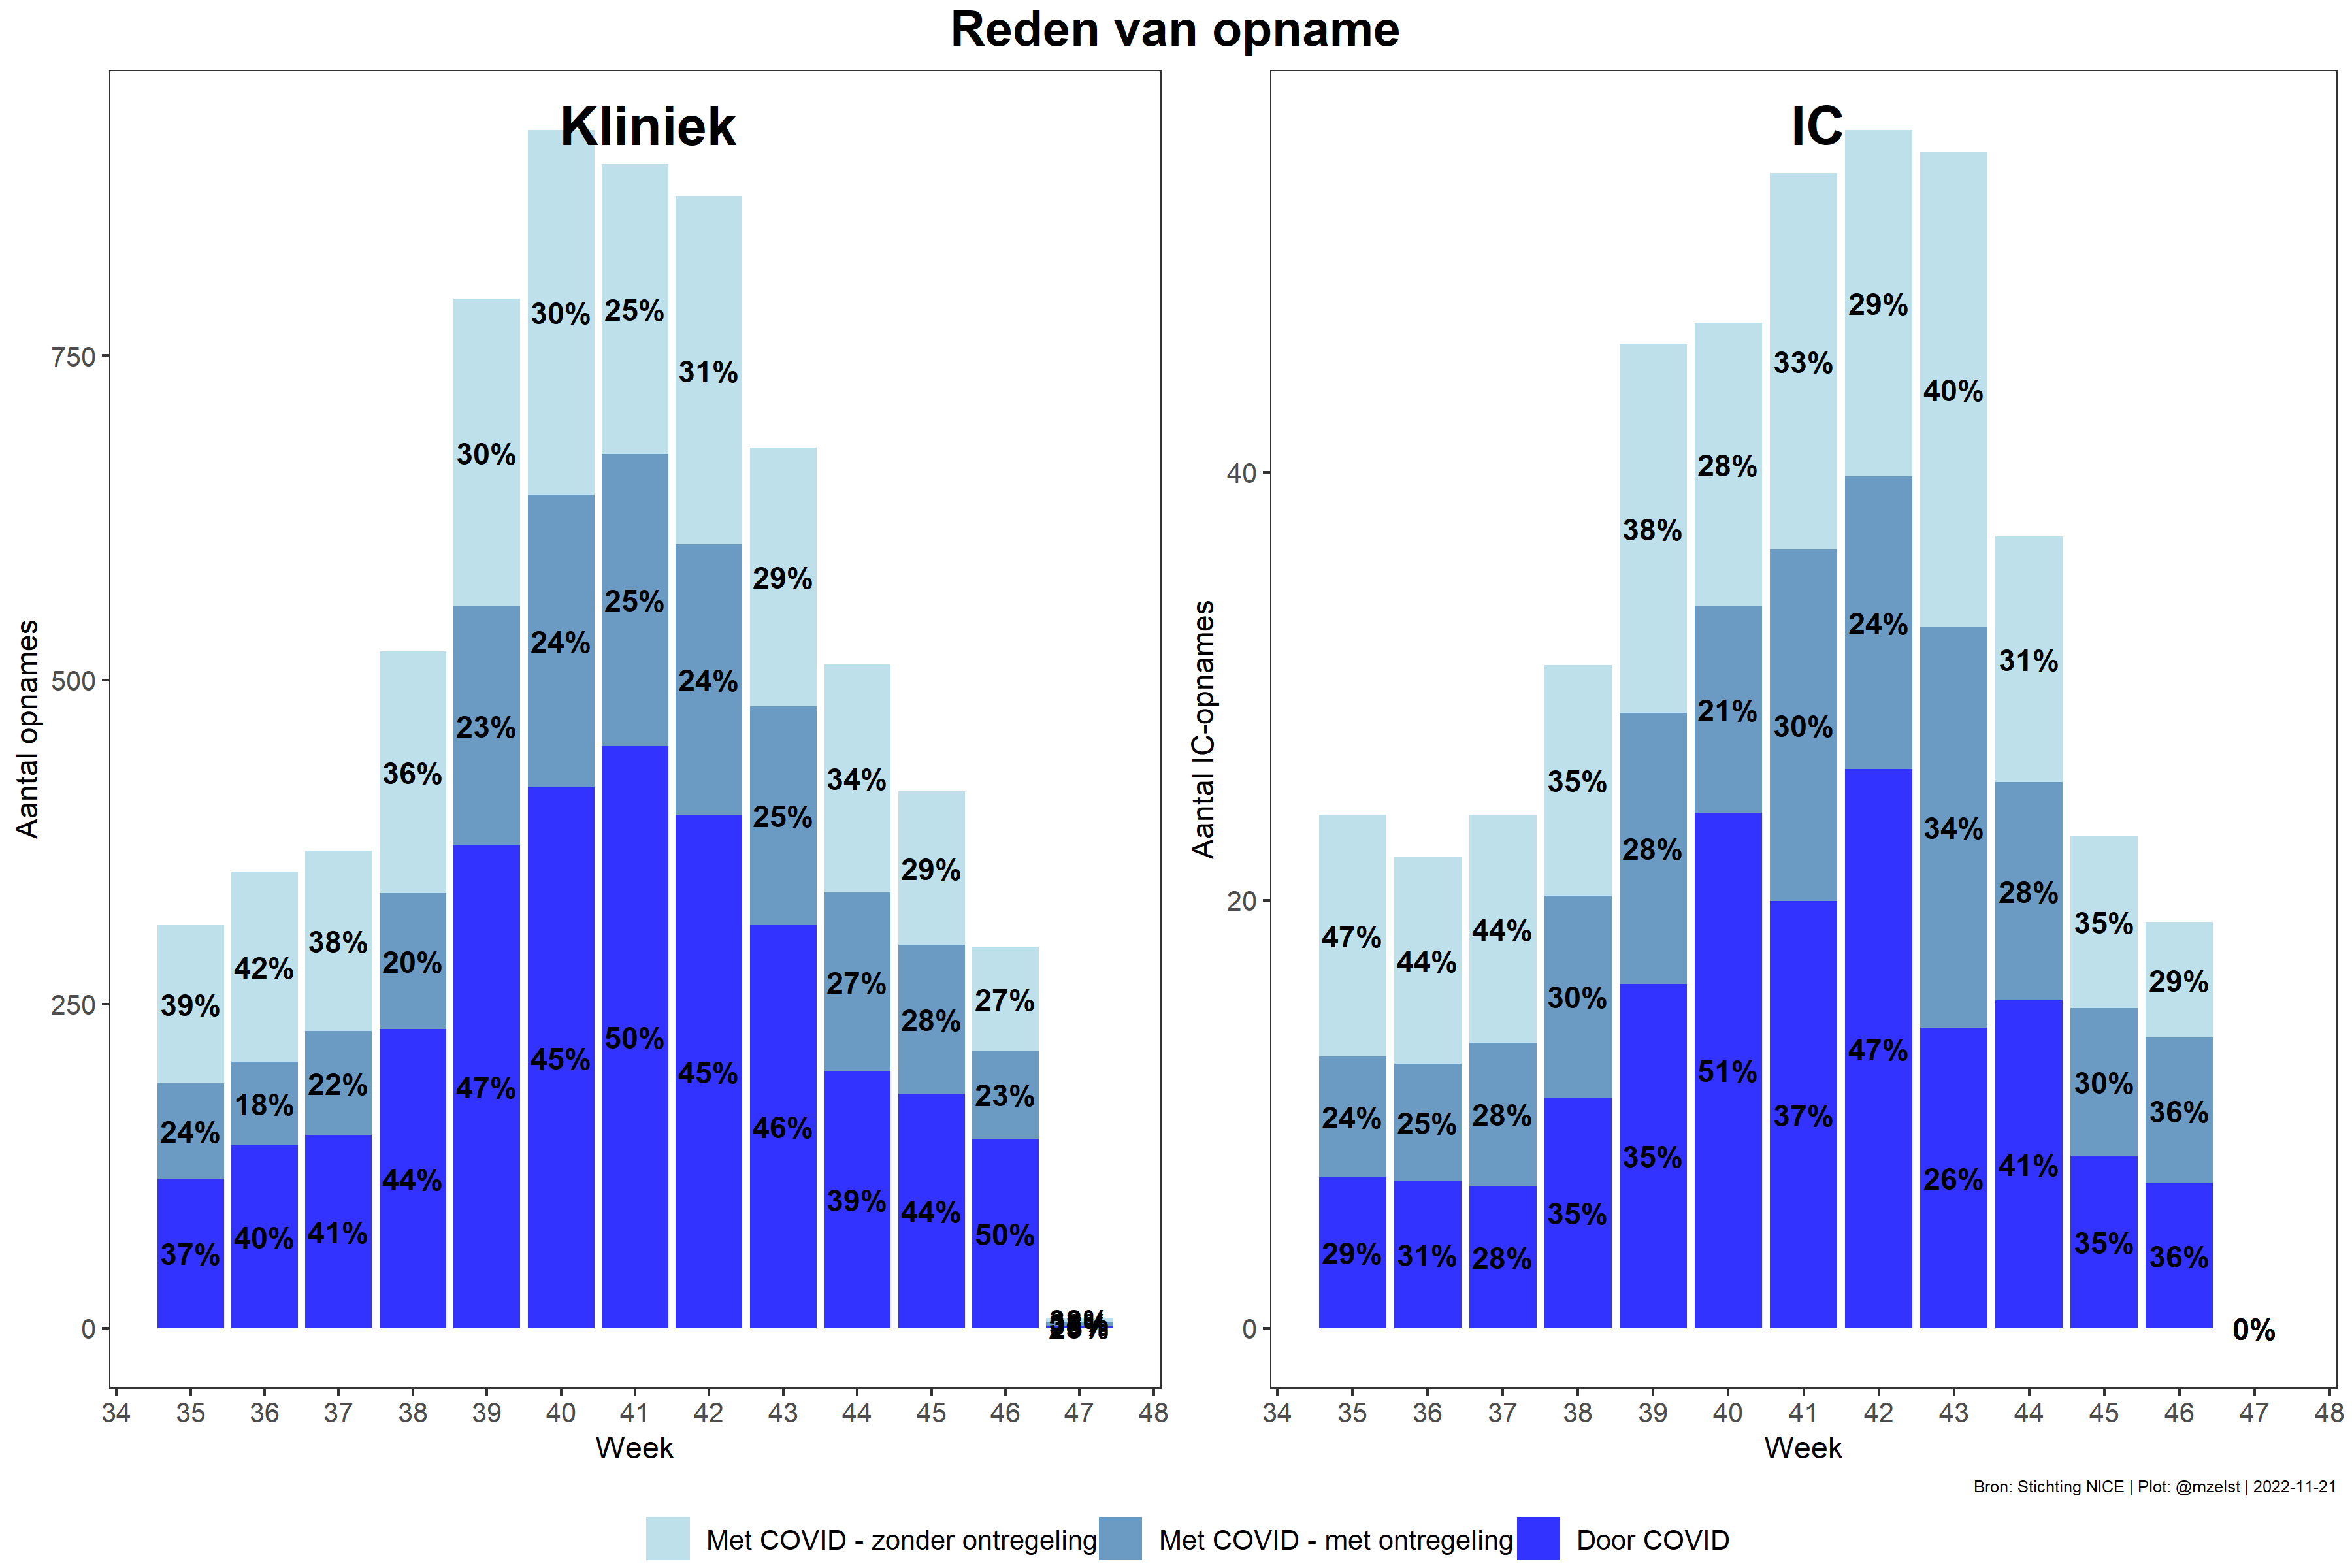 Reden van opname
Kliniek
Aantal opnames
750
500
250
0
39% 42% 38% 36% 30% 30% 25% 31% 29% 34% 29% 27%
24% 18% 22% 20% 23% 24% 25% 24% 25% 27% 28% 23%
37% 40% 41% 44% 47% 45% 50% 45% 46% 39% 44% 50%
34 35 36 37 38 39 40 41 42 43 44 45 46 47 48
Week
IC
Aantal IC-opnames
40
20
0
47% 44% 44% 35% 38% 28% 33% 29% 40% 31% 35% 29%
24% 25% 28% 30% 28% 21% 30% 24% 34% 28% 30% 36%
29% 31% 28% 35% 35% 51% 37% 47% 26% 41% 35% 36% 0%
34 35 36 37 38 39 40 41 42 43 44 45 46 47 48
Week
Bron: Stichting NICE | Plot: @mzelst | 2022-11-21
Met COVID - zonder ontregeling Met COVID - met ontregeling Door COVID